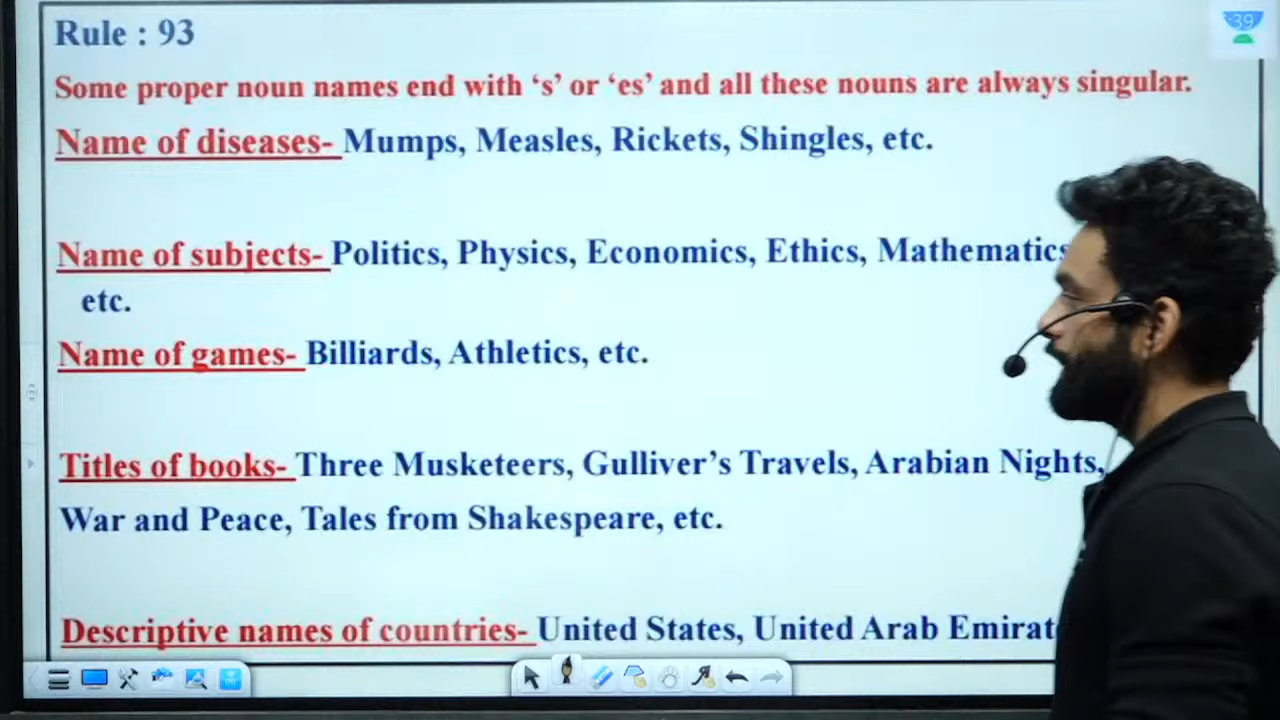 Rule : 93
39
Some proper noun names end with ‘s’ or ‘es’ and all these nouns are always singular.
Name of diseases- Mumps, Measles, Rickets, Shingles, etc.
Name of subjects- Politics, Physics, Economics, Ethics, Mathematics
etc.
Name of games- Billiards, Athletics, etc.
Titles of books- Three Musketeers, Gulliver’s Travels, Arabian Nights,
War and Peace, Tales from Shakespeare, etc.
Descriptive names of countries- United States, United Arab Emirat